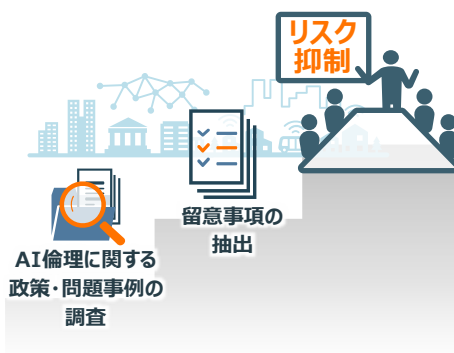 リスク
抑制
留意事項の
抽出
AI倫理に関する
政策・問題事例の
調査